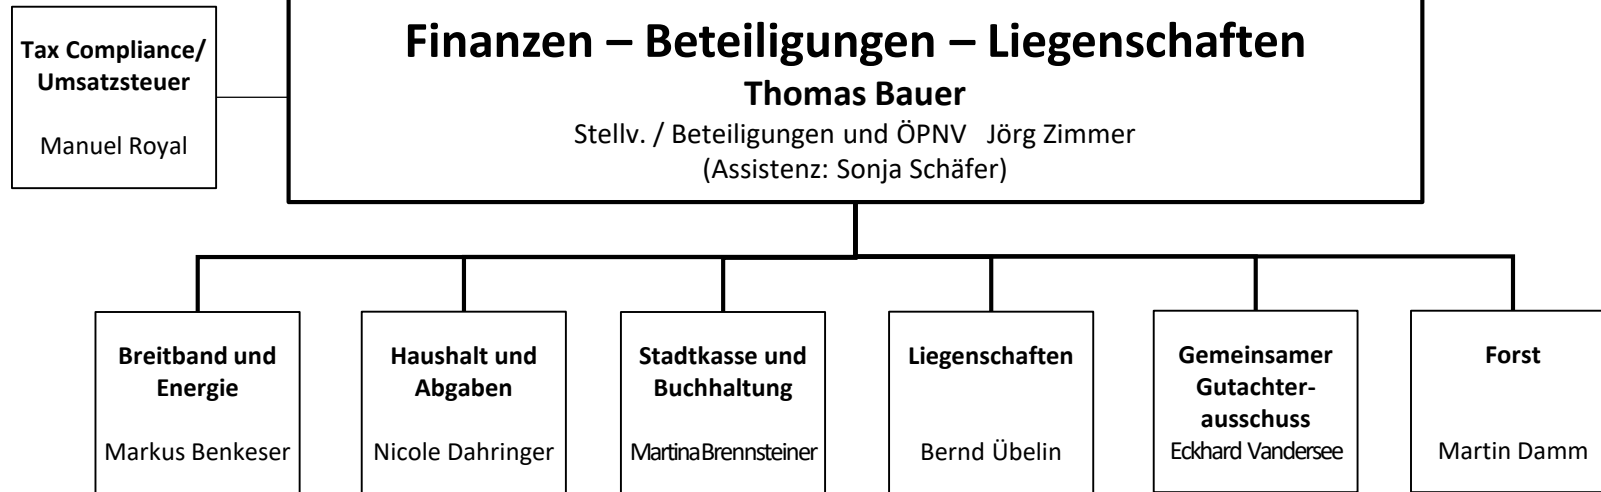 Tax Compliance/
Umsatzsteuer
Manuel Royal
Finanzen – Beteiligungen – Liegenschaften
Thomas Bauer
Stellv. / Beteiligungen und ÖPNV Jörg Zimmer
(Assistenz: Sonja Schäfer)
Breitband und
Energie
Markus Benkeser
Haushalt und
Abgaben
Nicole Dahringer
Stadtkasse und
Buchhaltung
Martina Brennsteiner
Liegenschaften
Bernd Übelin
Gemeinsamer
Gutachter-
ausschuss
Eckhard Vandersee
Forst
Martin Damm